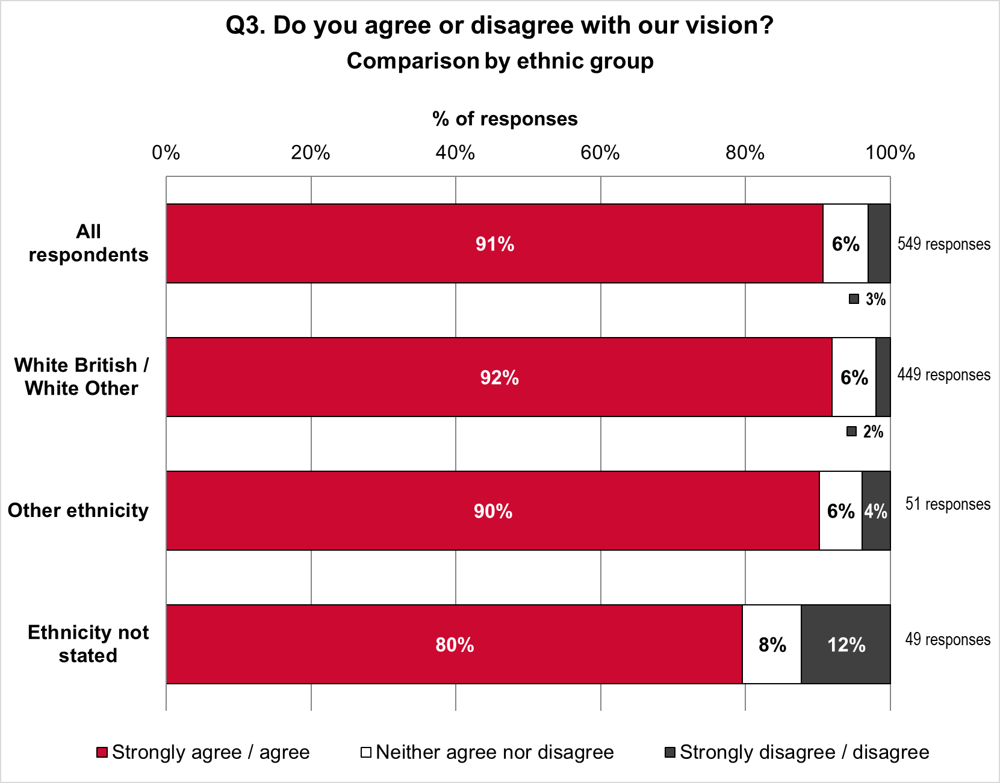 Q3. Do you agree or disagree with our vision?
Comparison by ethnic group
% of responses
0% 20% 40% 60% 80% 100%
All
respondents
91% 6% 549 responses
3%
White British /
White Other
92% 6% 449 responses
2%
Other ethnicity 90% 6% 4% 51 responses
Ethnicity not
stated
80% 8% 12% 49 responses
Strongly agree / agree Neither agree nor disagree Strongly disagree / disagree